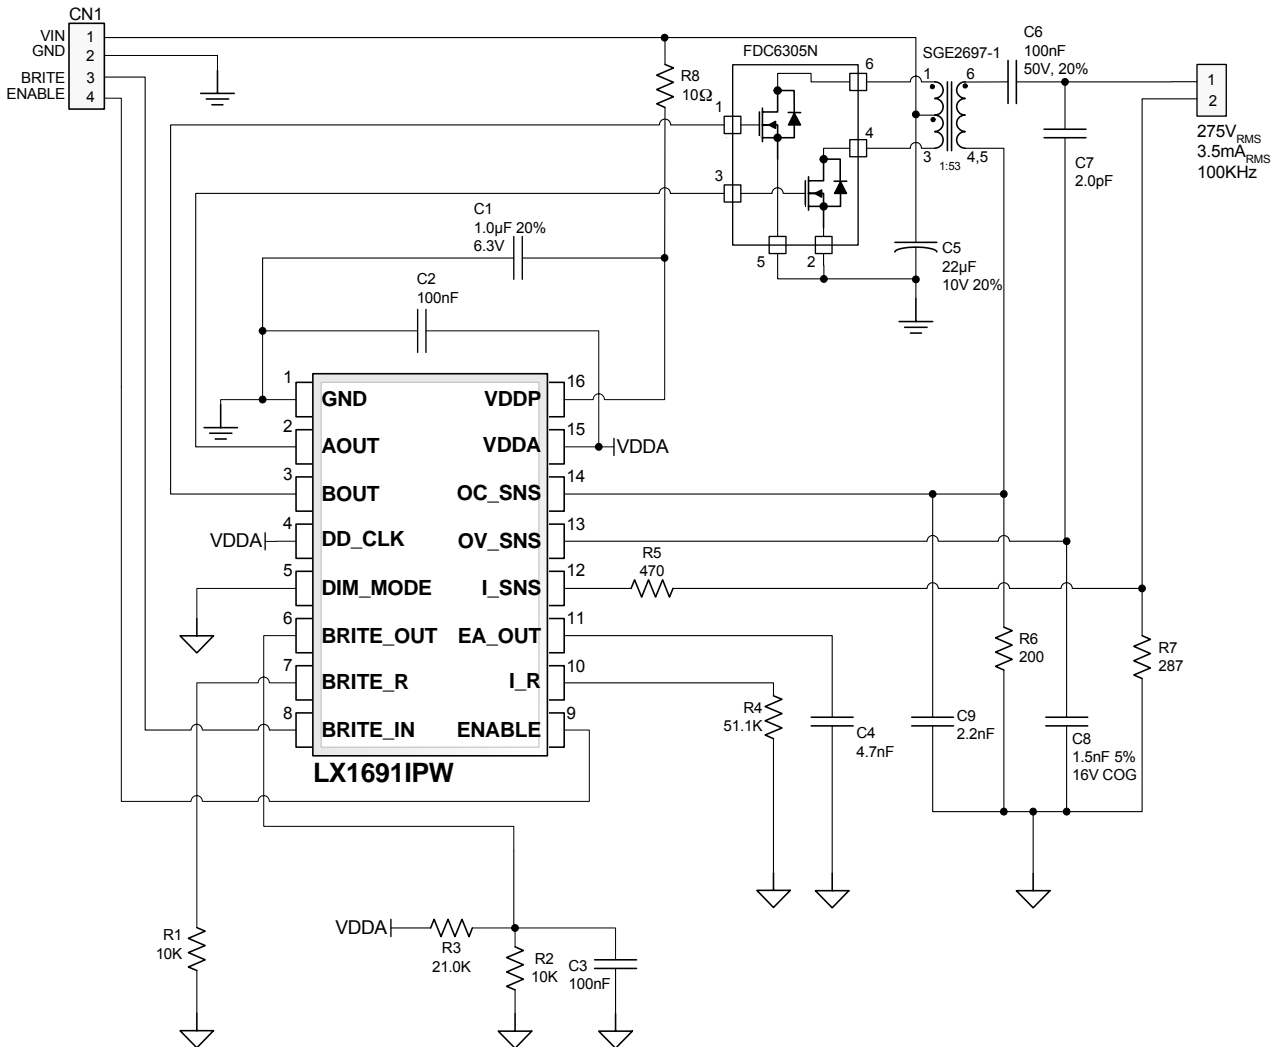 CN1
VIN 1
GND 2
BRITE 3
ENABLE 4
R8
10Ω
FDC6305N
6
1
4
3
5
2
SGE2697-1
1
6
3
4,5
1:53
C6
100nF
50V, 20%
1
2
275VRMS
3.5mARMS
100KHz
C7
2.0pF
C5
22µF
10V 20%
C1
1.0µF 20%
6.3V
C2
100nF
1 GND
2 AOUT
3 BOUT
VDDA
4 DD_CLK
5 DIM_MODE
6 BRITE_OUT
7 BRITE_R
8 BRITE_IN
VDDP 16
VDDA 15
VDDA
OC_SNS 14
OV_SNS 13
I_SNS 12
EA_OUT 11
I_R 10
ENABLE 9
LX1691IPW
R5
470
R6
200
R7
287
R4
51.1K
C4
4.7nF
C9
2.2nF
C8
1.5nF 5%
16V COG
R1
10K
VDDA
R3
21.0K
R2
10K
C3
100nF